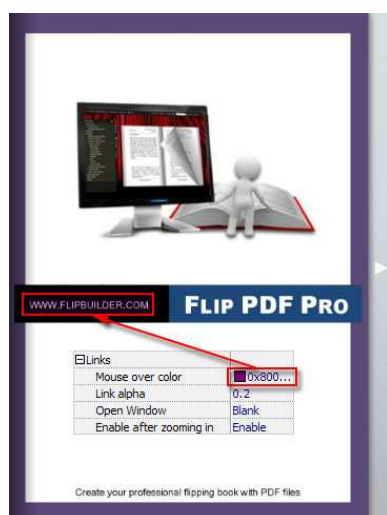 WWW.FLIPBUILDER.COM FLIP PDF PRO
Links
Mouse over color 0x800...
Link alpha 0.2
Open Window Blank
Enable after zooming in Enable
Create your professional flipping book with PDF files